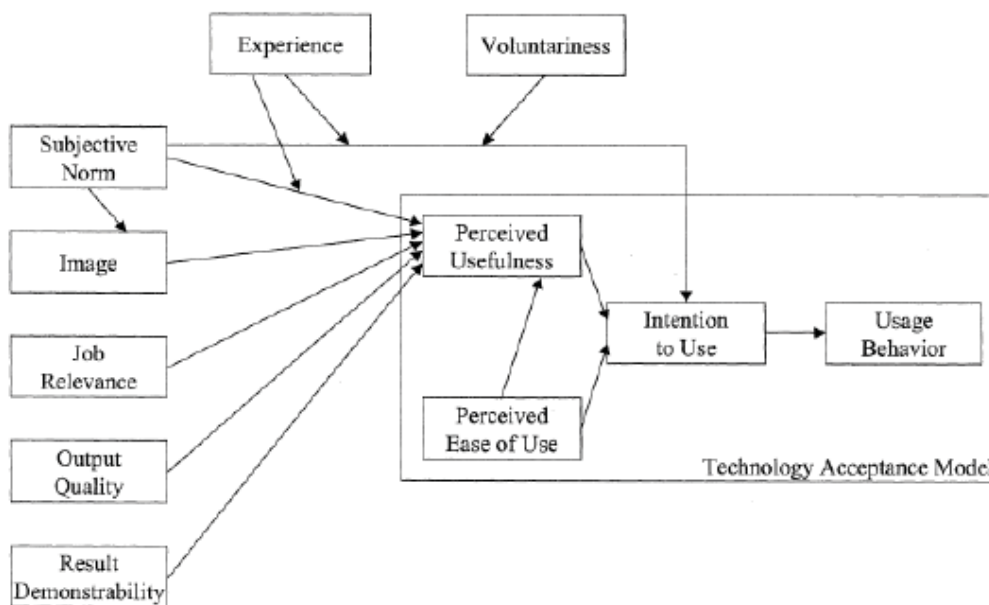 Experience
Voluntariness
Subjective
Norm
Image
Job
Relevance
Output
Quality
Result
Demonstrability
Perceived
Usefulness
Perceived
Ease of Use
Intention
to Use
Usage
Behavior
Technology Acceptance Model